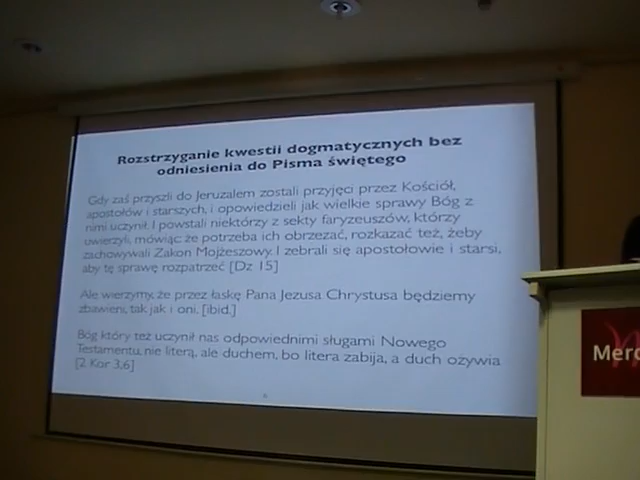 Rozstrzyganie kwestii dogmatycznych bez
odniesienia do Pisma świętego
Gdy zaś przyszli do Jeruzalem zostali przyjęci przez Kościół,
apostołów i starszych, i opowiedzieli jak wielkie sprawy Bóg z
nimi uczynił. I powstali niektórzy z sekty faryzeuszów, którzy
uwierzyli, mówiąc że potrzeba ich obrzezać, rozkazać też, żeby
zachowywali Zakon Mojżeszowy. I zebrali się apostołowie i starsi,
aby tę sprawę rozpatrzeć [Dz 15]
Ale wierzymy, że przez łaskę Pana Jezusa Chrystusa będziemy
zbawieni, tak jak i oni. [ibid.]
Bóg który też uczynił nas odpowiednimi sługami Nowego
Testamentu, nie literą, ale duchem, bo litera zabija, a duch ożywia
[2 Kor 3,6]
Merc